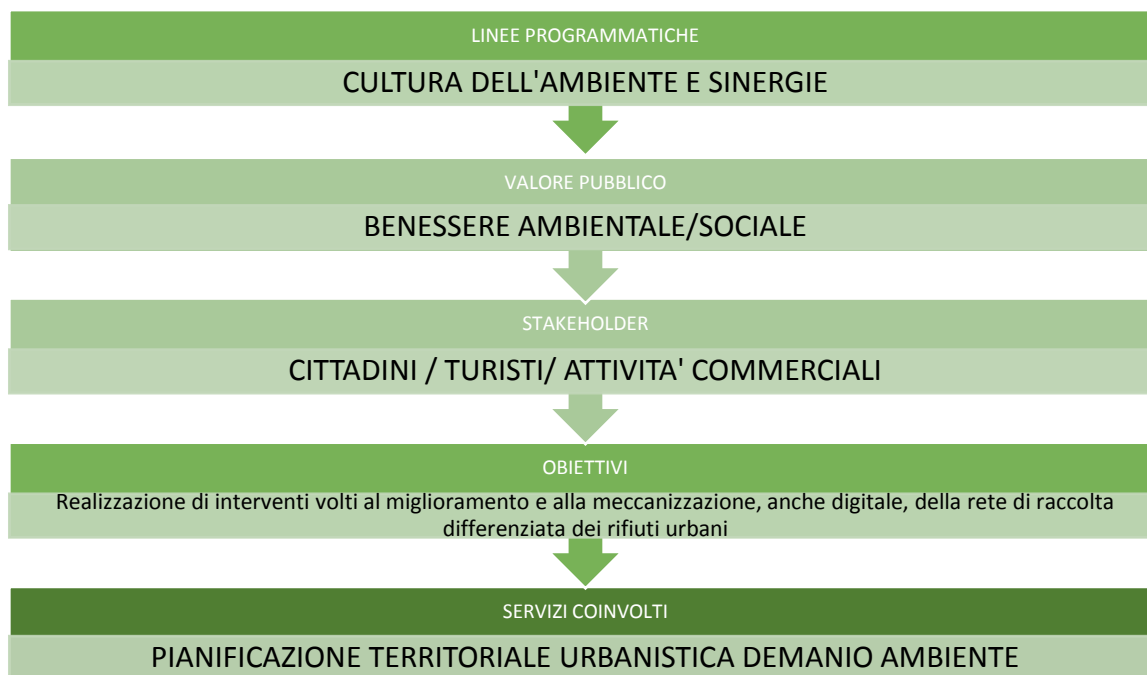 LINEE PROGRAMMATICHE
CULTURA DELL'AMBIENTE E SINERGIE
VALORE PUBBLICO
BENESSERE AMBIENTALE/SOCIALE
STAKEHOLDER
CITTADINI / TURISTI/ ATTIVITA' COMMERCIALI
OBIETTIVI
Realizzazione di interventi volti al miglioramento e alla meccanizzazione, anche digitale, della rete di raccolta
differenziata dei rifiuti urbani
SERVIZI COINVOLTI
PIANIFICAZIONE TERRITORIALE URBANISTICA DEMANIO AMBIENTE